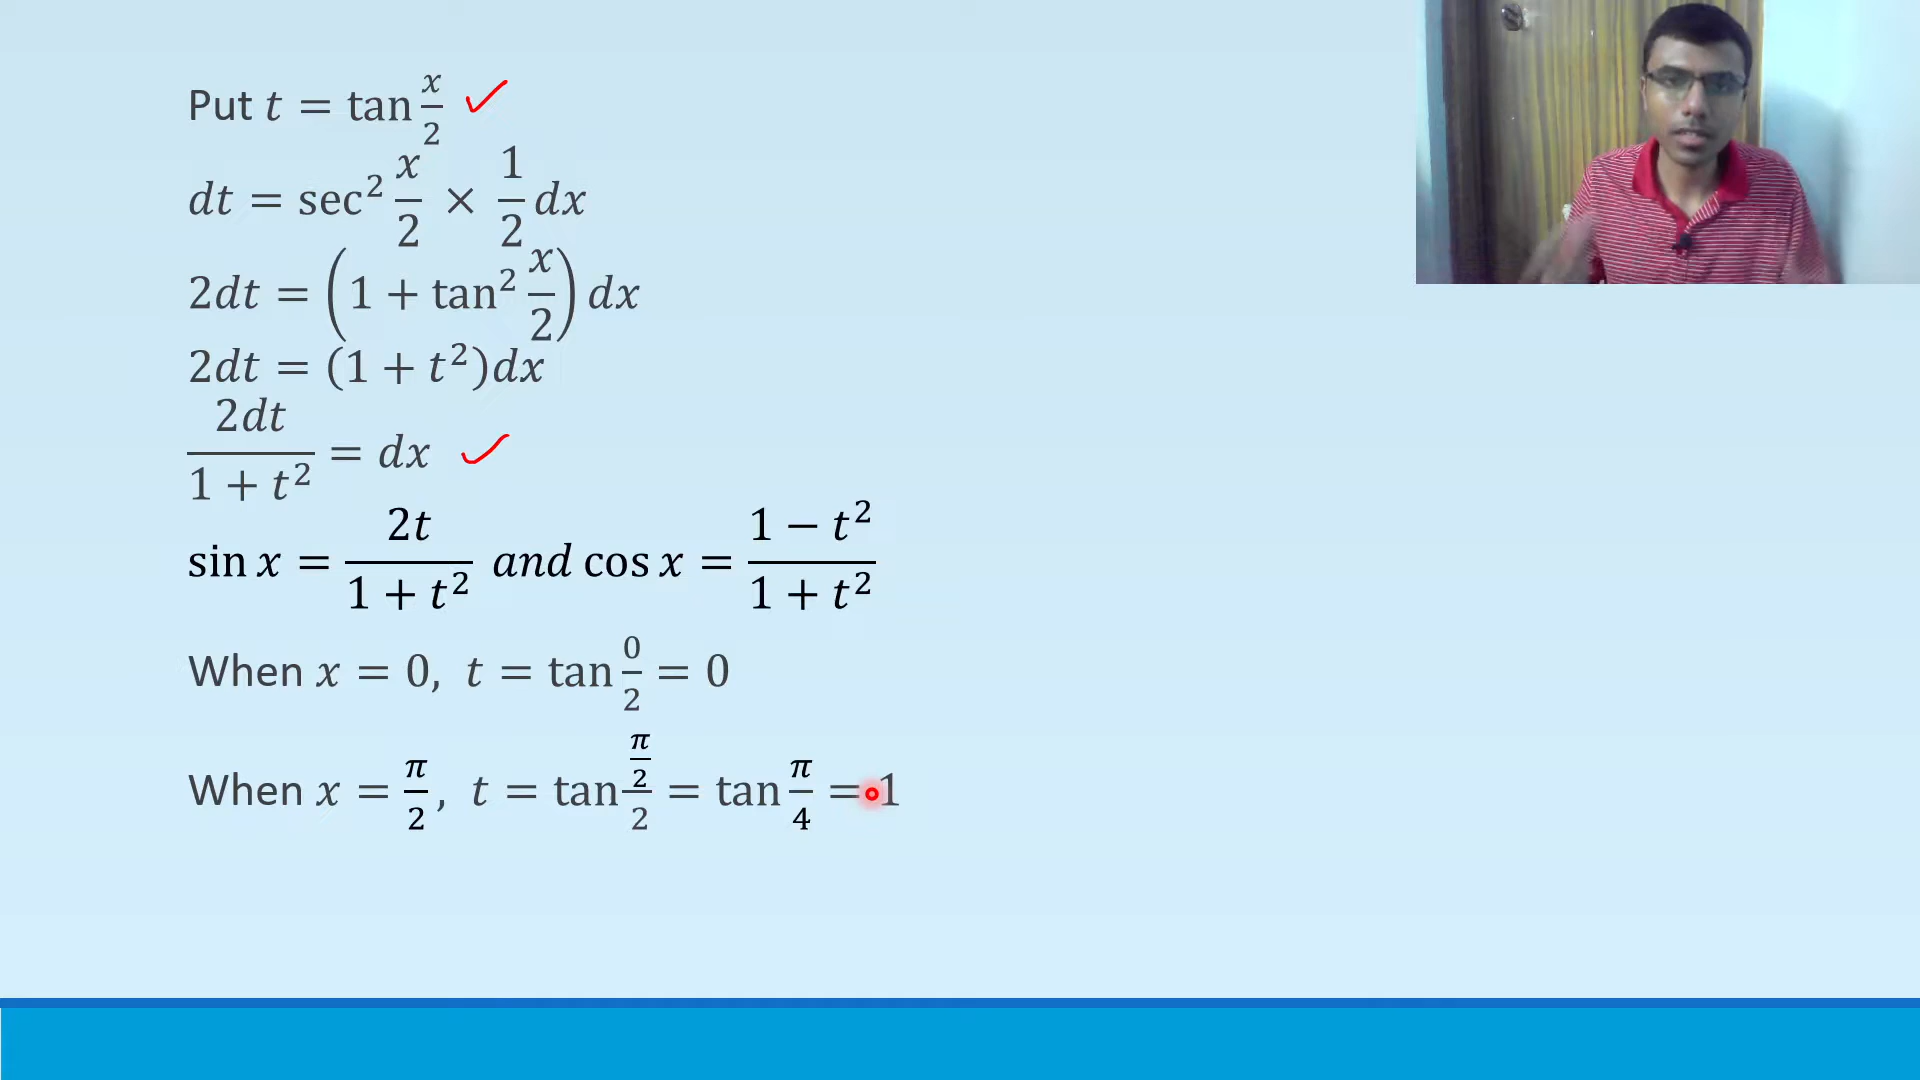 Put t = tan x/2
dt = sec² x/2 × 1/2 dx
2dt = (1 + tan² x/2) dx
2dt = (1 + t²)dx
2dt/(1 + t²) = dx
sin x = 2t/(1 + t²) and cos x = (1 − t²)/(1 + t²)
When x = 0, t = tan 0/2 = 0
When x = π/2, t = tan (π/2)/2 = tan π/4 = 1